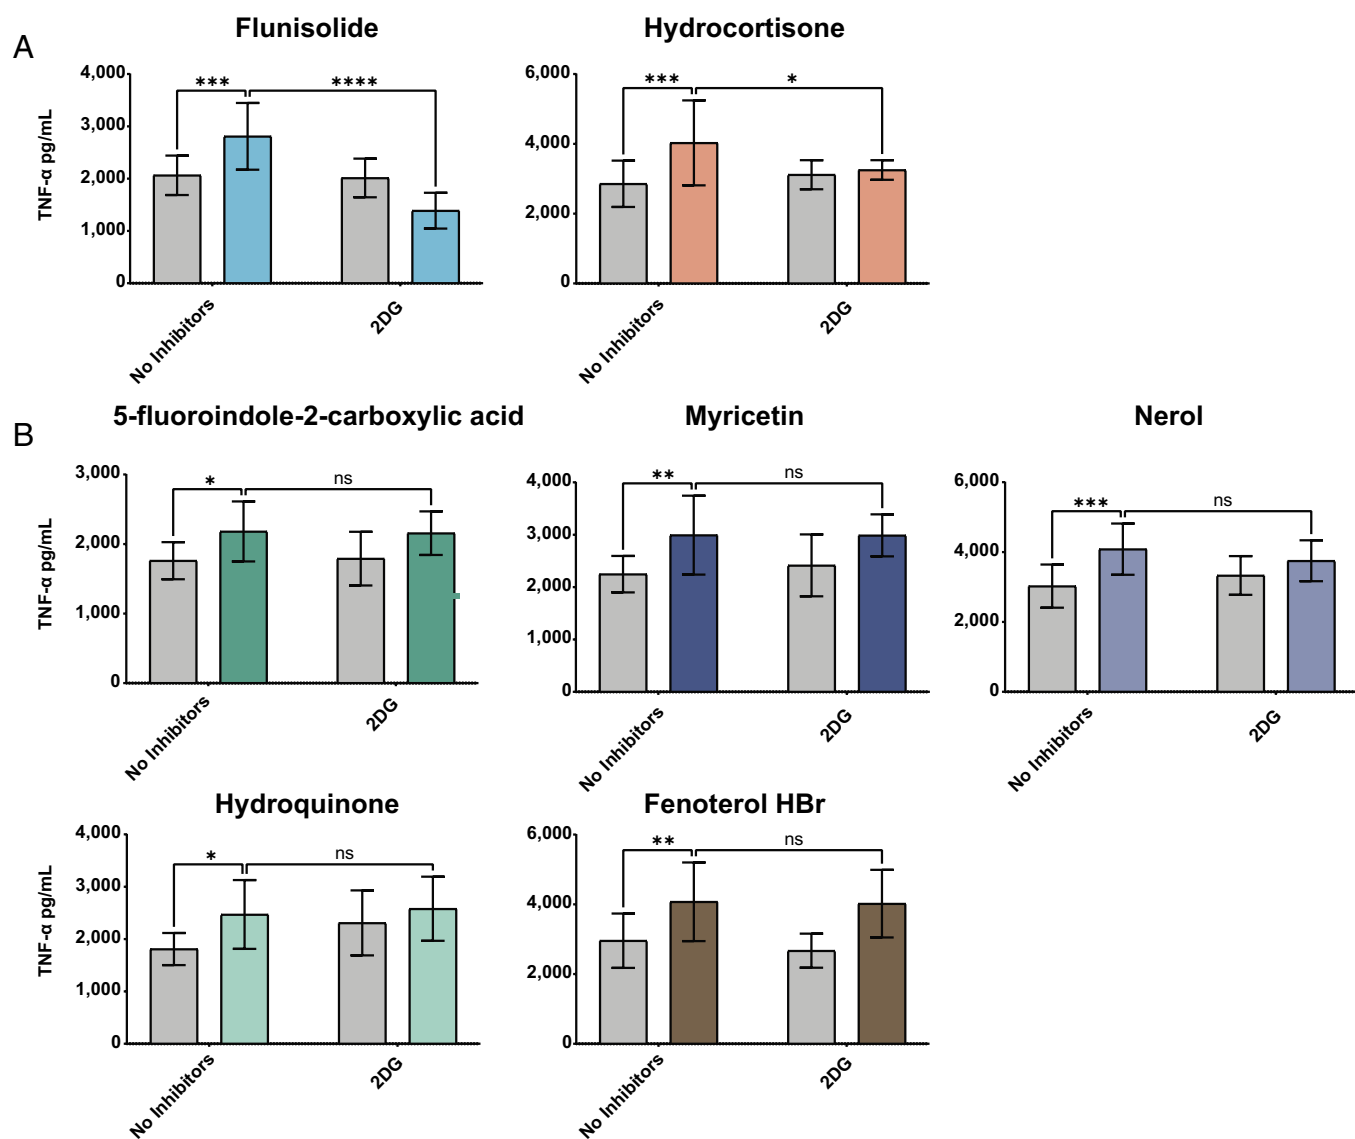 A
Flunisolide
Hydrocortisone
TNF-α pg/mL
4,000
3,000
2,000
1,000
0
*** ****
No Inhibitors
2DG
6,000
4,000
2,000
0
*** *
No Inhibitors
2DG
B
5-fluoroindole-2-carboxylic acid
Myricetin
Nerol
TNF-α pg/mL
3,000
2,000
1,000
0
* ns
No Inhibitors
2DG
4,000
3,000
2,000
1,000
0
** ns
No Inhibitors
2DG
6,000
4,000
2,000
0
*** ns
No Inhibitors
2DG
Hydroquinone
Fenoterol HBr
TNF-α pg/mL
4,000
3,000
2,000
1,000
0
* ns
No Inhibitors
2DG
6,000
4,000
2,000
0
** ns
No Inhibitors
2DG